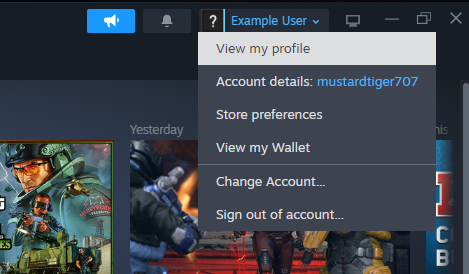 ?
Example User
View my profile
Account details: mustardtiger707
Store preferences
View my Wallet
Change Account...
Sign out of account...
Yesterday
his